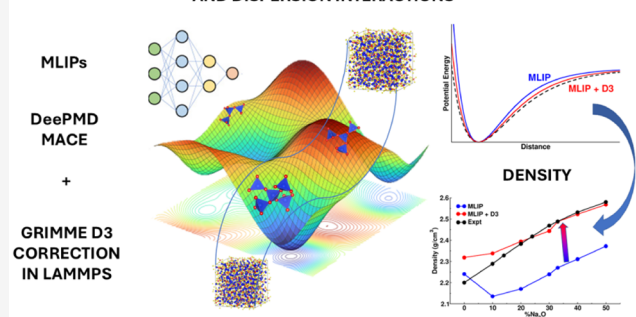 AND DISPERSION INTERACTIONS
MLIPs
DeePMD
MACE
+
GRIMME D3
CORRECTION
IN LAMMPS
Potential Energy
MLIP
MLIP + D3
Distance
DENSITY
MLIP
MLIP + D3
Expt
Density (g/cm³)
2.6
2.5
2.4
2.3
2.2
2.1
0 10 20 30 40 50
%Na₂O